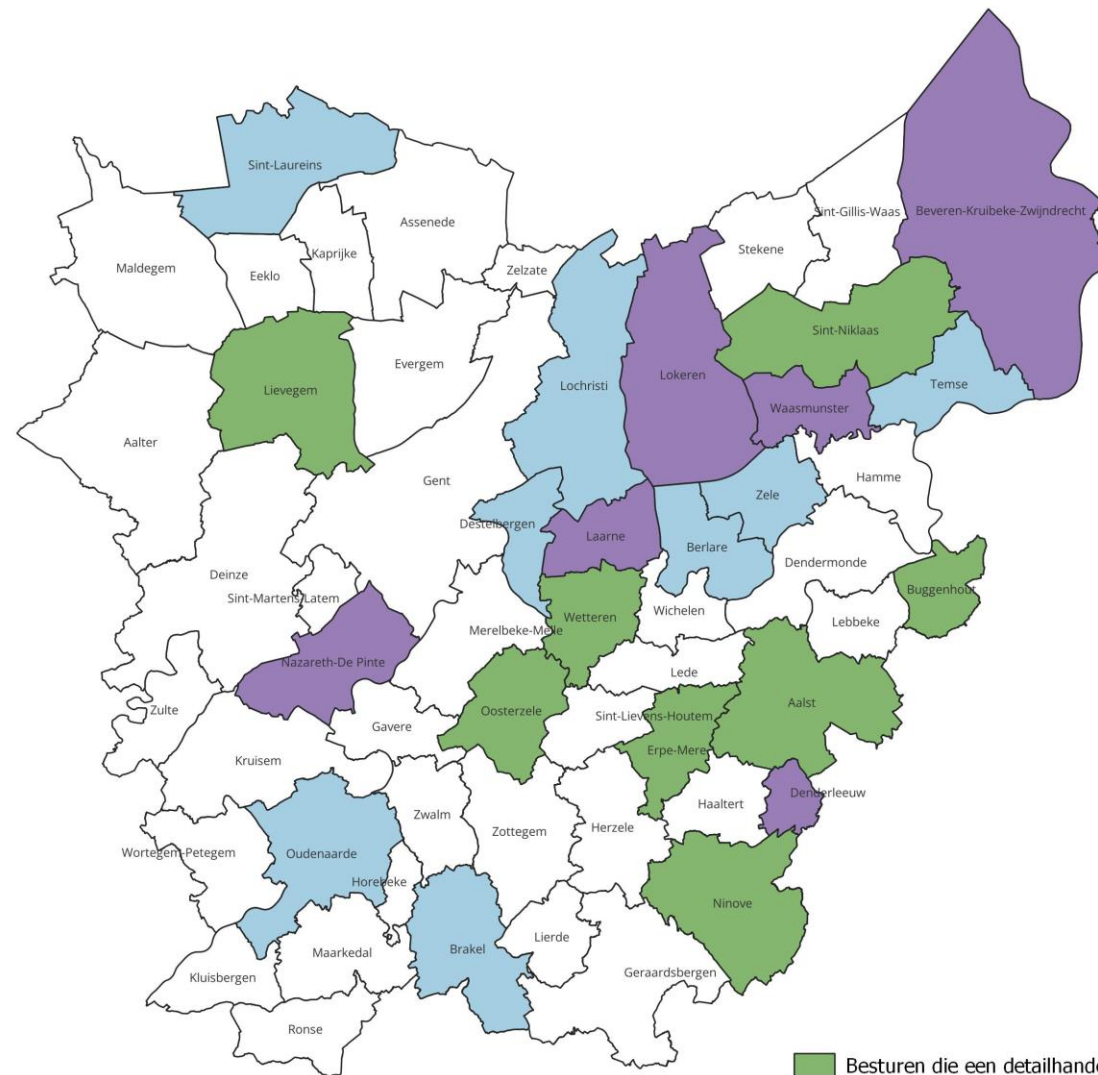 Sint-Laureins
Assenede
Sint-Gillis-Waas
Beveren-Kruibeke-Zwijndrecht
Stekene
Maldegem
Eeklo
Kaprijke
Zelzate
Sint-Niklaas
Evergem
Lievegem
Lochristi
Lokeren
Waasmunster
Temse
Aalter
Gent
Hamme
Zele
Destelbergen
Laarne
Berlare
Dendermonde
Deinze
Sint-Martens-Latem
Buggenhout
Wetteren
Wichelen
Lebbeke
Merelbeke-Melle
Nazareth-De Pinte
Lede
Zulte
Oosterzele
Sint-Lievens-Houtem
Aalst
Gavere
Erpe-Mere
Kruisem
Denderleeuw
Haaltert
Zwalm
Zottegem
Herzele
Wortegem-Petegem
Oudenaarde
Horebeke
Ninove
Lierde
Maarkedal
Brakel
Kluisbergen
Geraardsbergen
Ronse
Besturen die een detailhande